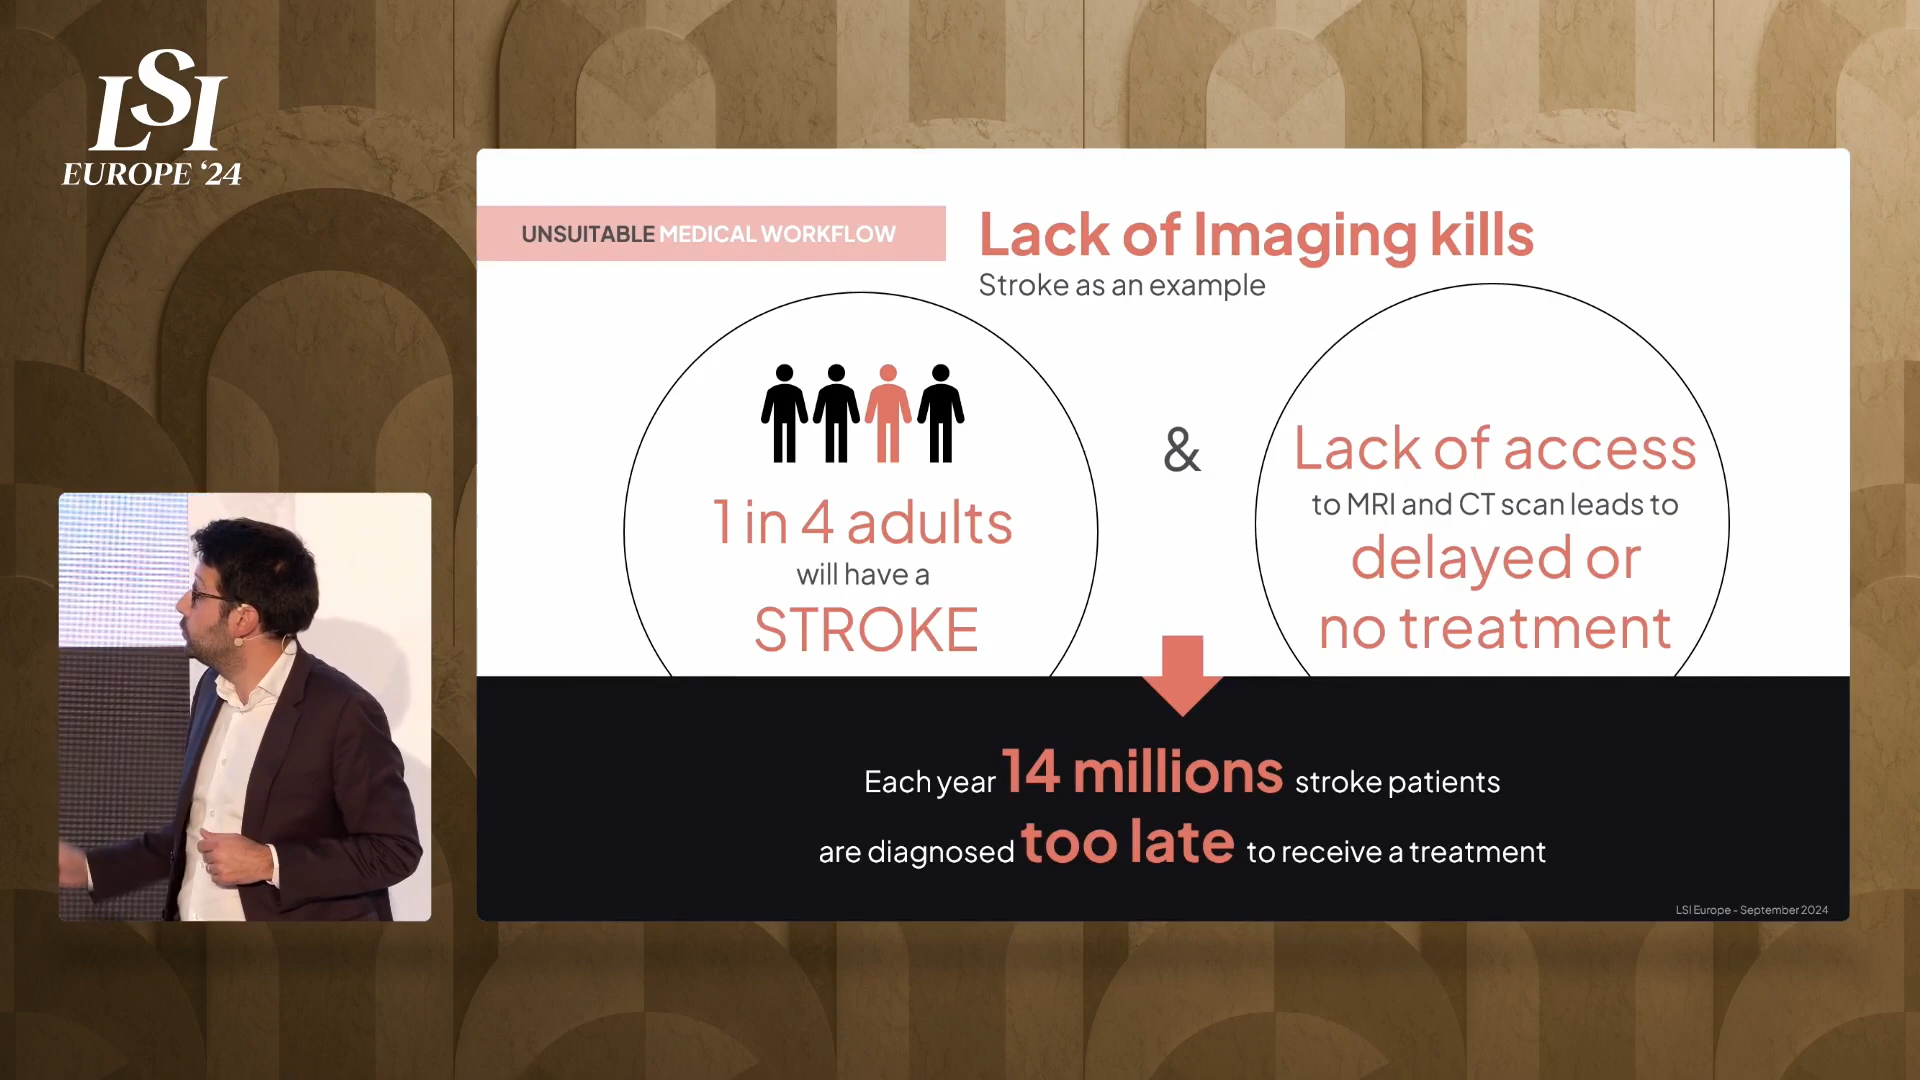 LSI
EUROPE ‘24
UNSUITABLE MEDICAL WORKFLOW
Lack of Imaging kills
Stroke as an example
1 in 4 adults
will have a
STROKE
&
Lack of access
to MRI and CT scan leads to
delayed or
no treatment
Each year 14 millions stroke patients
are diagnosed too late to receive a treatment
LSI Europe - September 2024